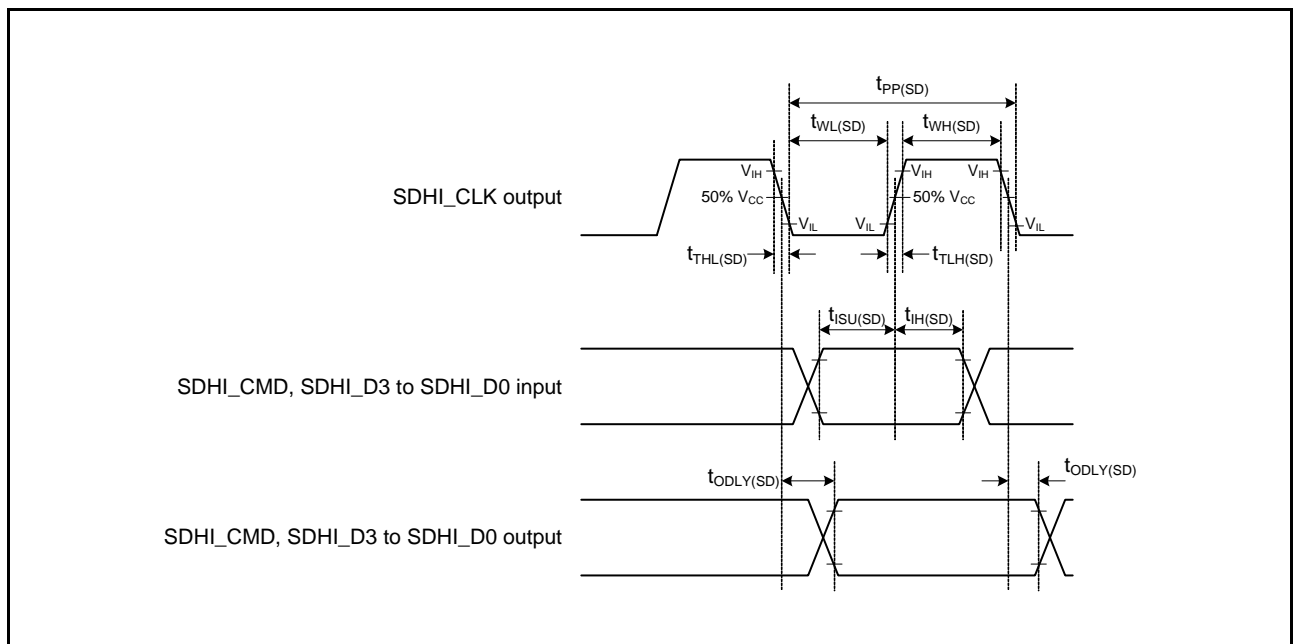 tPP(SD)
tWL(SD) tWH(SD)
VIH VIH VIH
SDHI_CLK output 50% VCC 50% VCC
VIL VIL VIL
tTHL(SD) tTLH(SD)
tISU(SD) tIH(SD)
SDHI_CMD, SDHI_D3 to SDHI_D0 input
tODLY(SD) tODLY(SD)
SDHI_CMD, SDHI_D3 to SDHI_D0 output